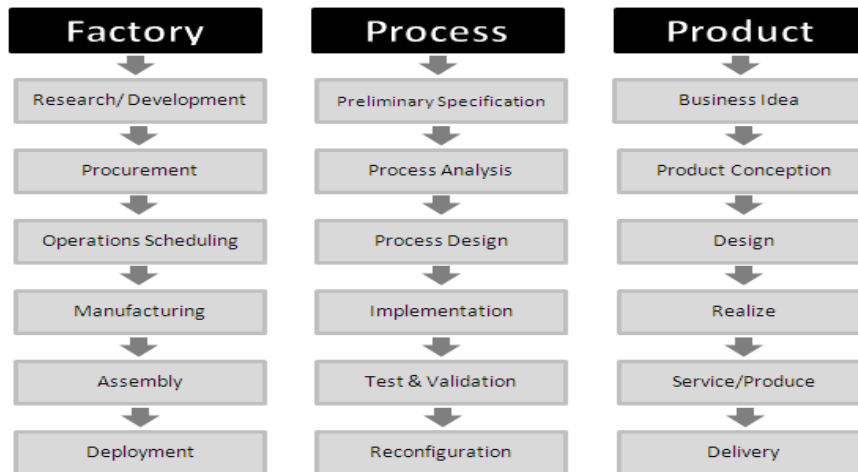 Factory
Research/ Development
Procurement
Operations Scheduling
Manufacturing
Assembly
Deployment
Process
Preliminary Specification
Process Analysis
Process Design
Implementation
Test & Validation
Reconfiguration
Product
Business Idea
Product Conception
Design
Realize
Service/Produce
Delivery